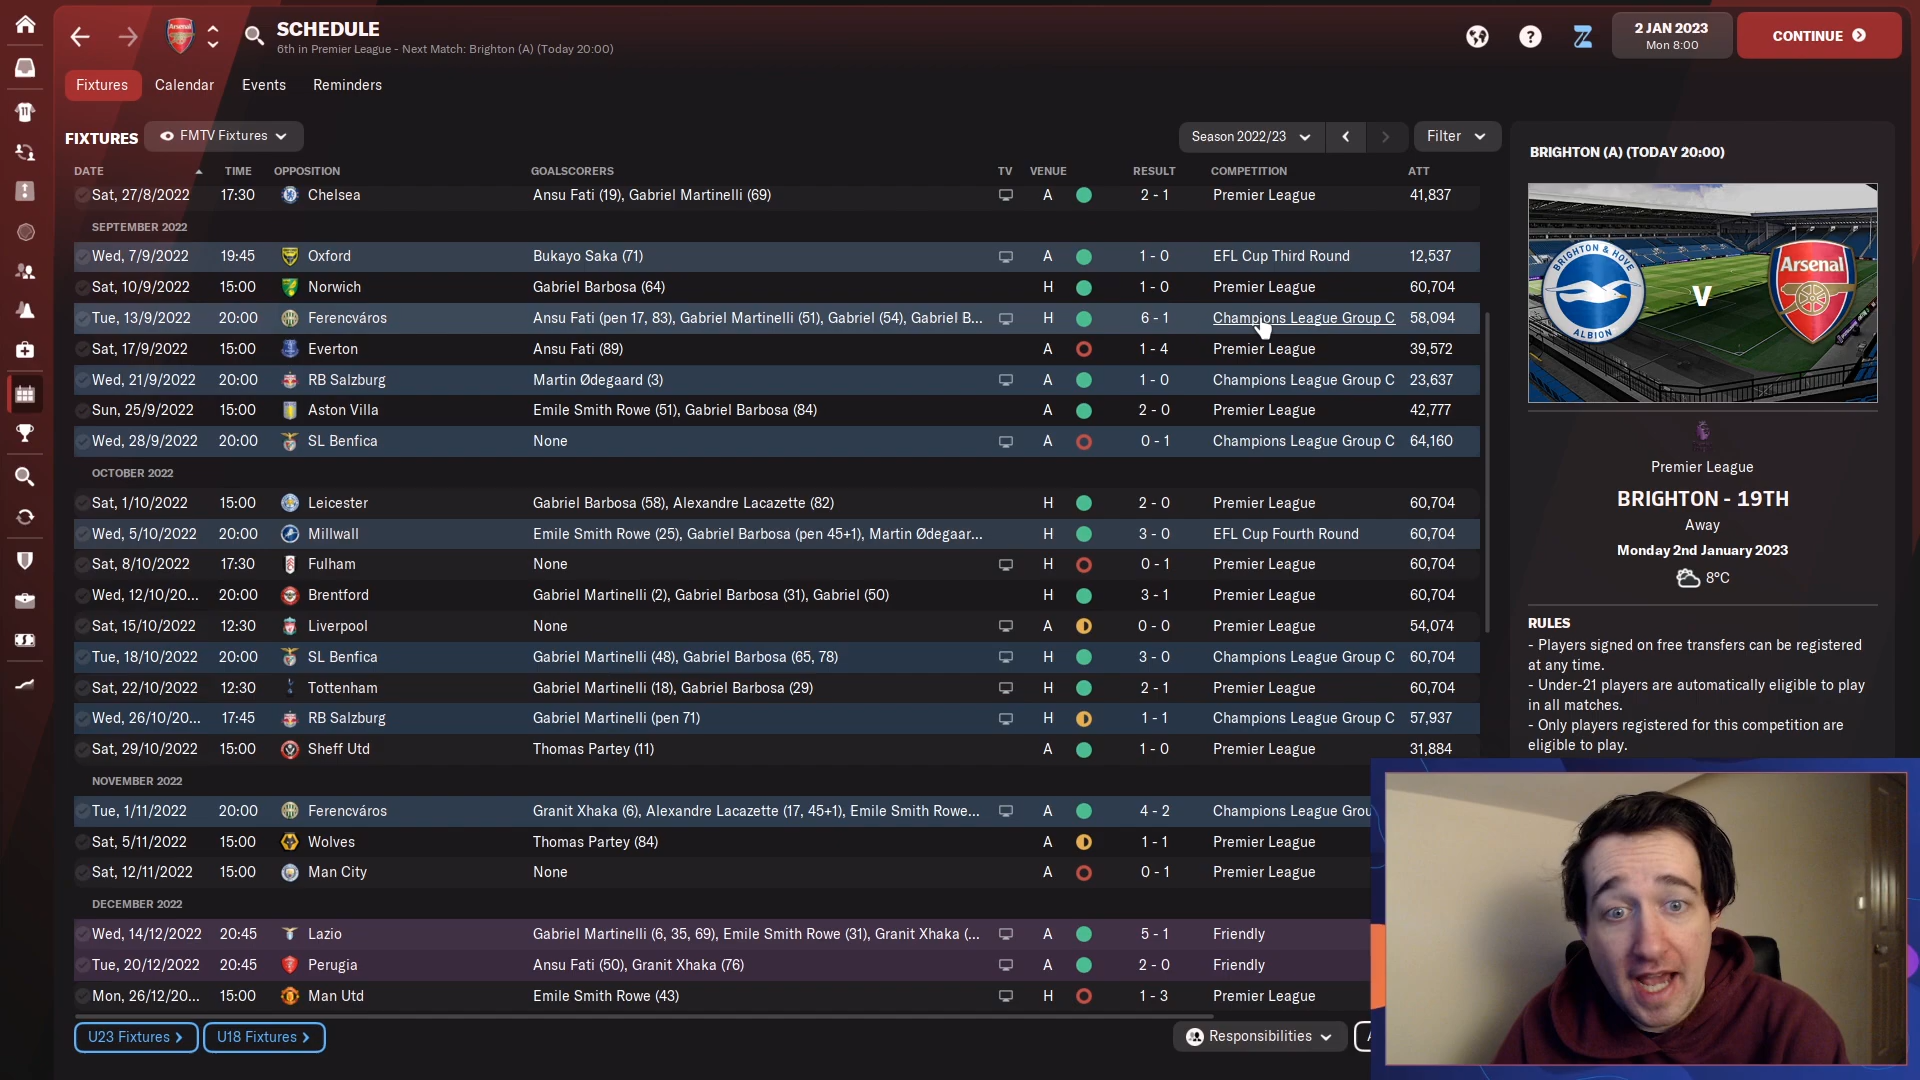 SCHEDULE
6th in Premier League - Next Match: Brighton (A) (Today 20:00)
2 JAN 2023
Mon 8:00
CONTINUE
Fixtures Calendar Events Reminders
FIXTURES FMTV Fixtures Season 2022/23 Filter
DATE TIME OPPOSITION GOALSCORERS TV VENUE RESULT COMPETITION ATT
Sat, 27/8/2022 17:30 Chelsea Ansu Fati (19), Gabriel Martinelli (69) A 2 - 1 Premier League 41,837
SEPTEMBER 2022
Wed, 7/9/2022 19:45 Oxford Bukayo Saka (71) A 1 - 0 EFL Cup Third Round 12,537
Sat, 10/9/2022 15:00 Norwich Gabriel Barbosa (64) H 1 - 0 Premier League 60,704
Tue, 13/9/2022 20:00 Ferencváros Ansu Fati (pen 17, 83), Gabriel Martinelli (51), Gabriel (54), Gabriel B... H 6 - 1 Champions League Group C 58,094
Sat, 17/9/2022 15:00 Everton Ansu Fati (89) A 1 - 4 Premier League 39,572
Wed, 21/9/2022 20:00 RB Salzburg Martin Ødegaard (3) A 1 - 0 Champions League Group C 23,637
Sun, 25/9/2022 15:00 Aston Villa Emile Smith Rowe (51), Gabriel Barbosa (84) A 2 - 0 Premier League 42,777
Wed, 28/9/2022 20:00 SL Benfica None A 0 - 1 Champions League Group C 64,160
OCTOBER 2022
Sat, 1/10/2022 15:00 Leicester Gabriel Barbosa (58), Alexandre Lacazette (82) H 2 - 0 Premier League 60,704
Wed, 5/10/2022 20:00 Millwall Emile Smith Rowe (25), Gabriel Barbosa (pen 45+1), Martin Ødegaar... H 3 - 0 EFL Cup Fourth Round 60,704
Sat, 8/10/2022 17:30 Fulham None H 0 - 1 Premier League 60,704
Wed, 12/10/20... 20:00 Brentford Gabriel Martinelli (2), Gabriel Barbosa (31), Gabriel (50) H 3 - 1 Premier League 60,704
Sat, 15/10/2022 12:30 Liverpool None A 0 - 0 Premier League 54,074
Tue, 18/10/2022 20:00 SL Benfica Gabriel Martinelli (48), Gabriel Barbosa (65, 78) H 3 - 0 Champions League Group C 60,704
Sat, 22/10/2022 12:30 Tottenham Gabriel Martinelli (18), Gabriel Barbosa (29) H 2 - 1 Premier League 60,704
Wed, 26/10/20... 17:45 RB Salzburg Gabriel Martinelli (pen 71) H 1 - 1 Champions League Group C 57,937
Sat, 29/10/2022 15:00 Sheff Utd Thomas Partey (11) A 1 - 0 Premier League 31,884
NOVEMBER 2022
Tue, 1/11/2022 20:00 Ferencváros Granit Xhaka (6), Alexandre Lacazette (17, 45+1), Emile Smith Rowe... A 4 - 2 Champions League Grou
Sat, 5/11/2022 15:00 Wolves Thomas Partey (84) A 1 - 1 Premier League
Sat, 12/11/2022 15:00 Man City None A 0 - 1 Premier League
DECEMBER 2022
Wed, 14/12/2022 20:45 Lazio Gabriel Martinelli (6, 35, 69), Emile Smith Rowe (31), Granit Xhaka (... A 5 - 1 Friendly
Tue, 20/12/2022 20:45 Perugia Ansu Fati (50), Granit Xhaka (76) A 2 - 0 Friendly
Mon, 26/12/20... 15:00 Man Utd Emile Smith Rowe (43) H 1 - 3 Premier League
U23 Fixtures U18 Fixtures Responsibilities
BRIGHTON (A) (TODAY 20:00)
BRIGHTON & HOVE
ALBION
V
Arsenal
Premier League
BRIGHTON - 19TH
Away
Monday 2nd January 2023
8°C
RULES
- Players signed on free transfers can be registered
at any time.
- Under-21 players are automatically eligible to play
in all matches.
- Only players registered for this competition are
eligible to play.